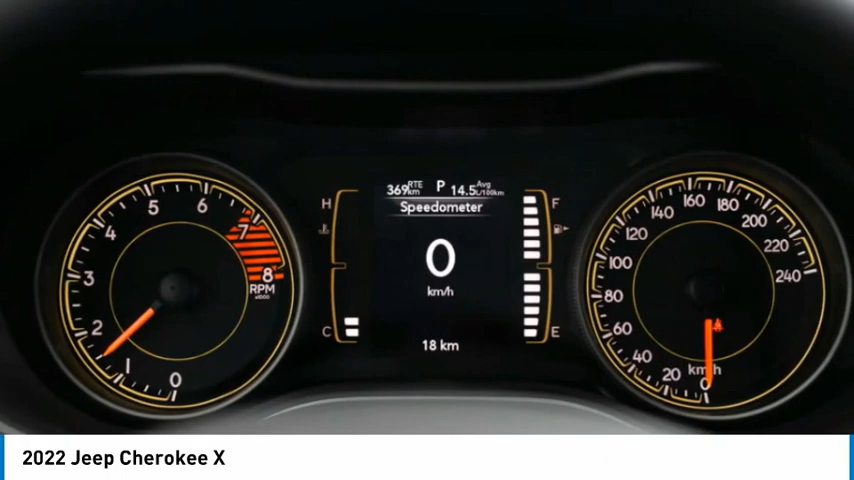 369 km RTE P 14.5 Avg L/100km
Speedometer
0
km/h
18 km
H F
C E
0 1 2 3 4 5 6 7 8
RPM
x1000
0 20 40 60 80 100 120 140 160 180 200 220 240
km/h
2022 Jeep Cherokee X